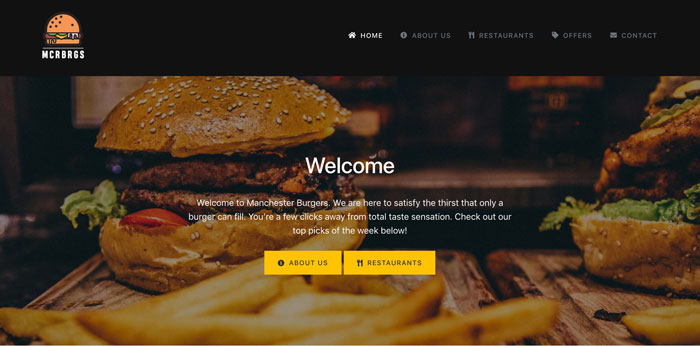 MCRBRGS
HOME ABOUT US RESTAURANTS OFFERS CONTACT
Welcome
Welcome to Manchester Burgers. We are here to satisfy the thirst that only a
burger can fill. You're a few clicks away from total taste sensation. Check out our
top picks of the week below!
ABOUT US RESTAURANTS